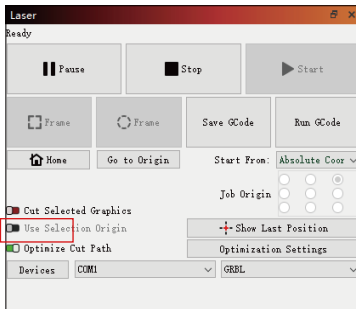 Laser
Ready
Pause
Stop
Start
Frame
Frame
Save GCode
Run GCode
Home
Go to Origin
Start From:
Absolute Coor
Job Origin
Cut Selected Graphics
Use Selection Origin
Show Last Position
Optimize Cut Path
Optimization Settings
Devices
COM1
GRBL